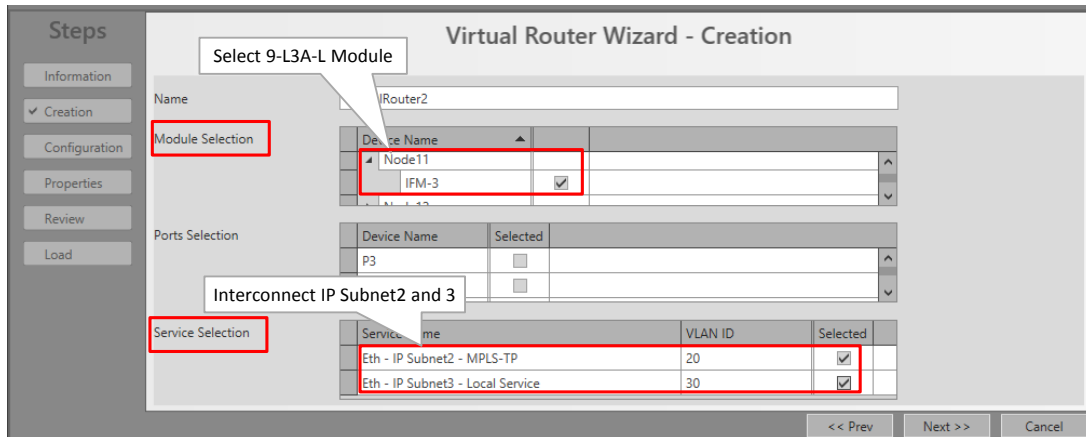 Steps
Virtual Router Wizard - Creation
Select 9-L3A-L Module
Information
Creation
Configuration
Properties
Review
Load
Name
lRouter2
Module Selection
Device Name
Node11
IFM-3
Ports Selection
Device Name Selected
P3
Interconnect IP Subnet2 and 3
Service Selection
Service me VLAN ID Selected
Eth - IP Subnet2 - MPLS-TP 20
Eth - IP Subnet3 - Local Service 30
<< Prev Next >> Cancel